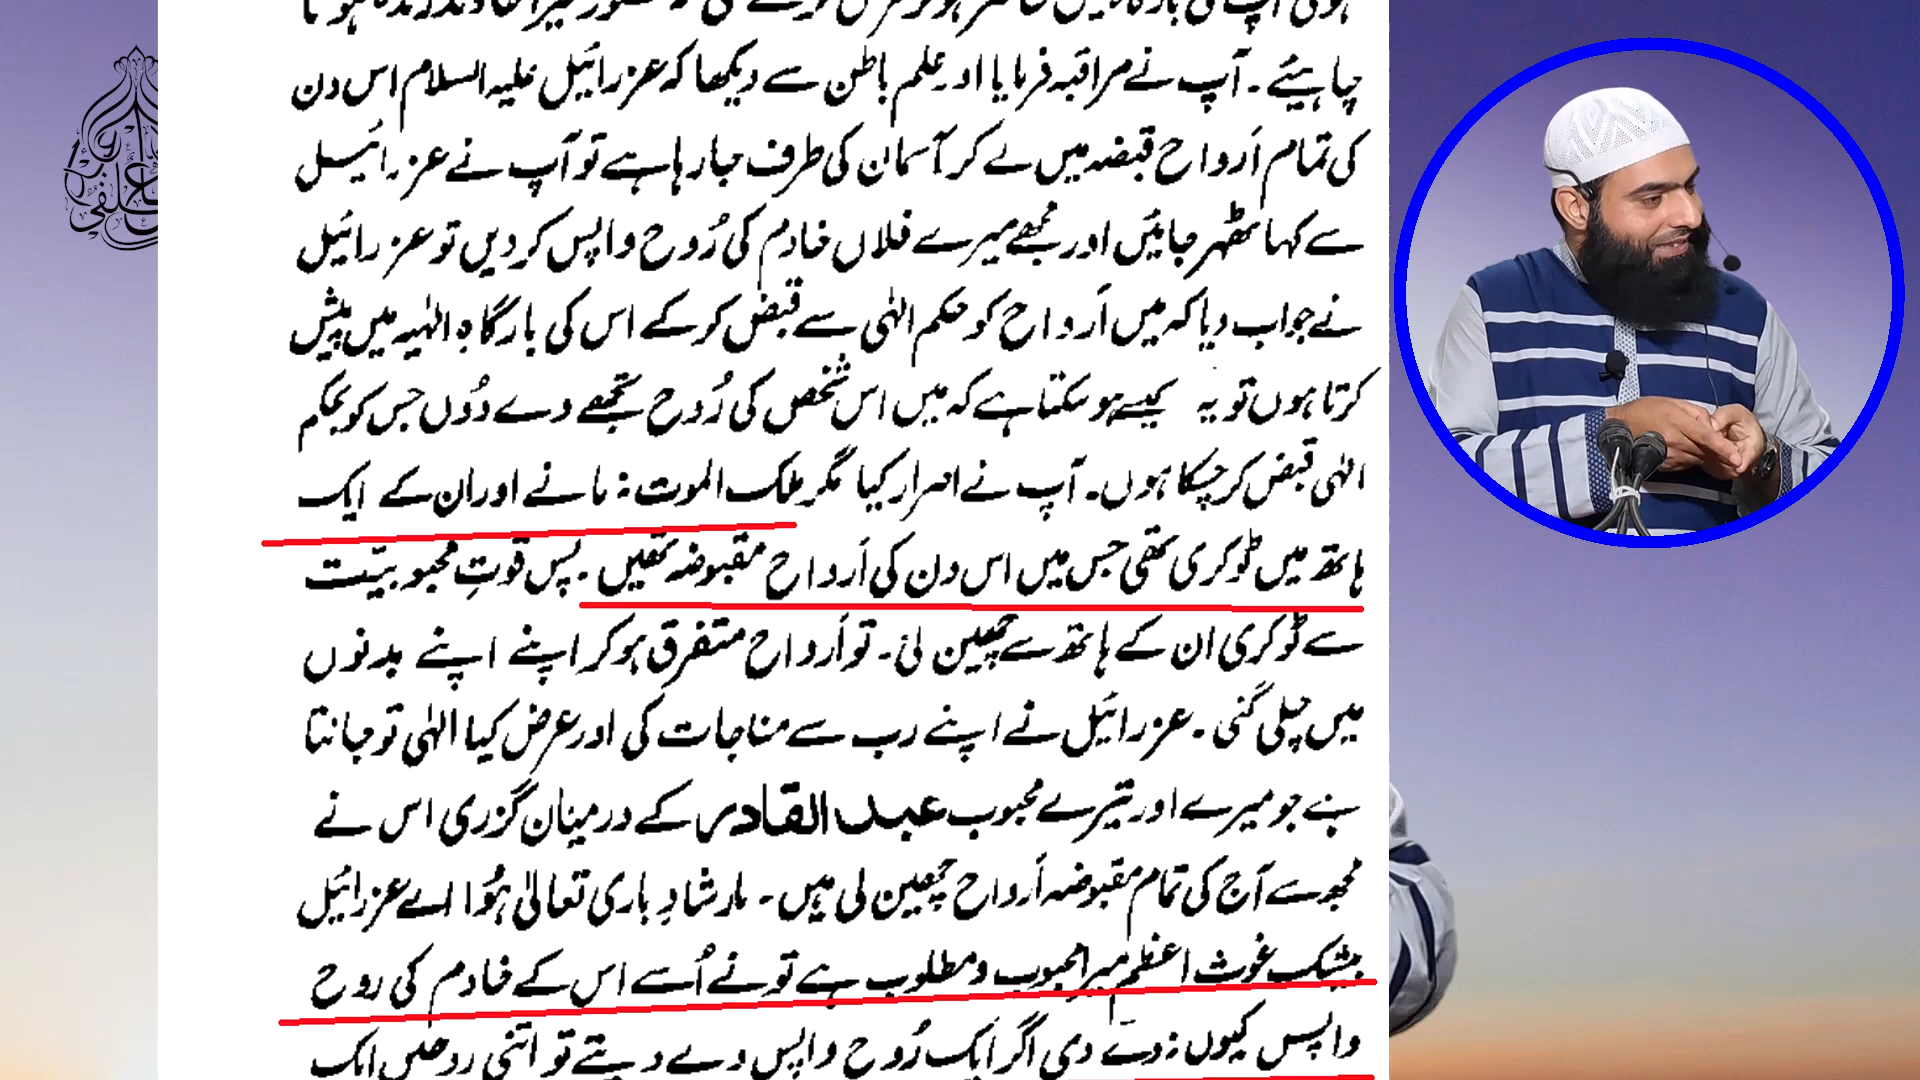 چاہیئے ۔ آپ نے مراقبہ فرمایا اور علم باطن سے دیکھا کہ عزرائیل علیہ السلام اس دن
کی تمام اَرواح قبضہ میں لے کر آسمان کی طرف جا رہا ہے تو آپ نے عزرائیل
سے کہا ٹھہر جائیں اور مجھے میرے فلاں خادم کی رُوح واپس کر دیں تو عزرائیل
نے جواب دیا کہ میں اَرواح کو حکم الٰہی سے قبض کر کے اس کی بارگاہِ الٰہیہ میں پیش
کرتا ہوں تو یہ کیسے ہو سکتا ہے کہ میں اس شخص کی رُوح تجھے دے دُوں جس کو بحکم
الٰہی قبض کر چکا ہوں۔ آپ نے اصرار کیا مگر ملک الموت نہ مانے اور ان کے ایک
ہاتھ میں ٹوکری تھی جس میں اس دن کی اَرواح مقبوضہ تھیں ۔ پس قوتِ محبوبیّت
سے ٹوکری ان کے ہاتھ سے چھین لی ۔ تو اَرواح متفرق ہو کر اپنے اپنے بدنوں
میں چلی گئی ۔ عزرائیل نے اپنے رب سے مناجات کی اور عرض کیا الٰہی تو جانتا
ہے جو میرے اور تیرے محبوب عبد القادر کے درمیان گزری اس نے
مجھ سے آج کی تمام مقبوضہ اَرواح چھین لی ہیں ۔ ارشادِ باری تعالیٰ ہُوا اے عزرائیل
بیشک غوث اعظم میرا محبوب و مطلوب ہے تو نے اُسے اس کے خادم کی روح
واپس کیوں نہ دے دی اگر ایک رُوح واپس دے دیتے تو اتنی روحیں ایک